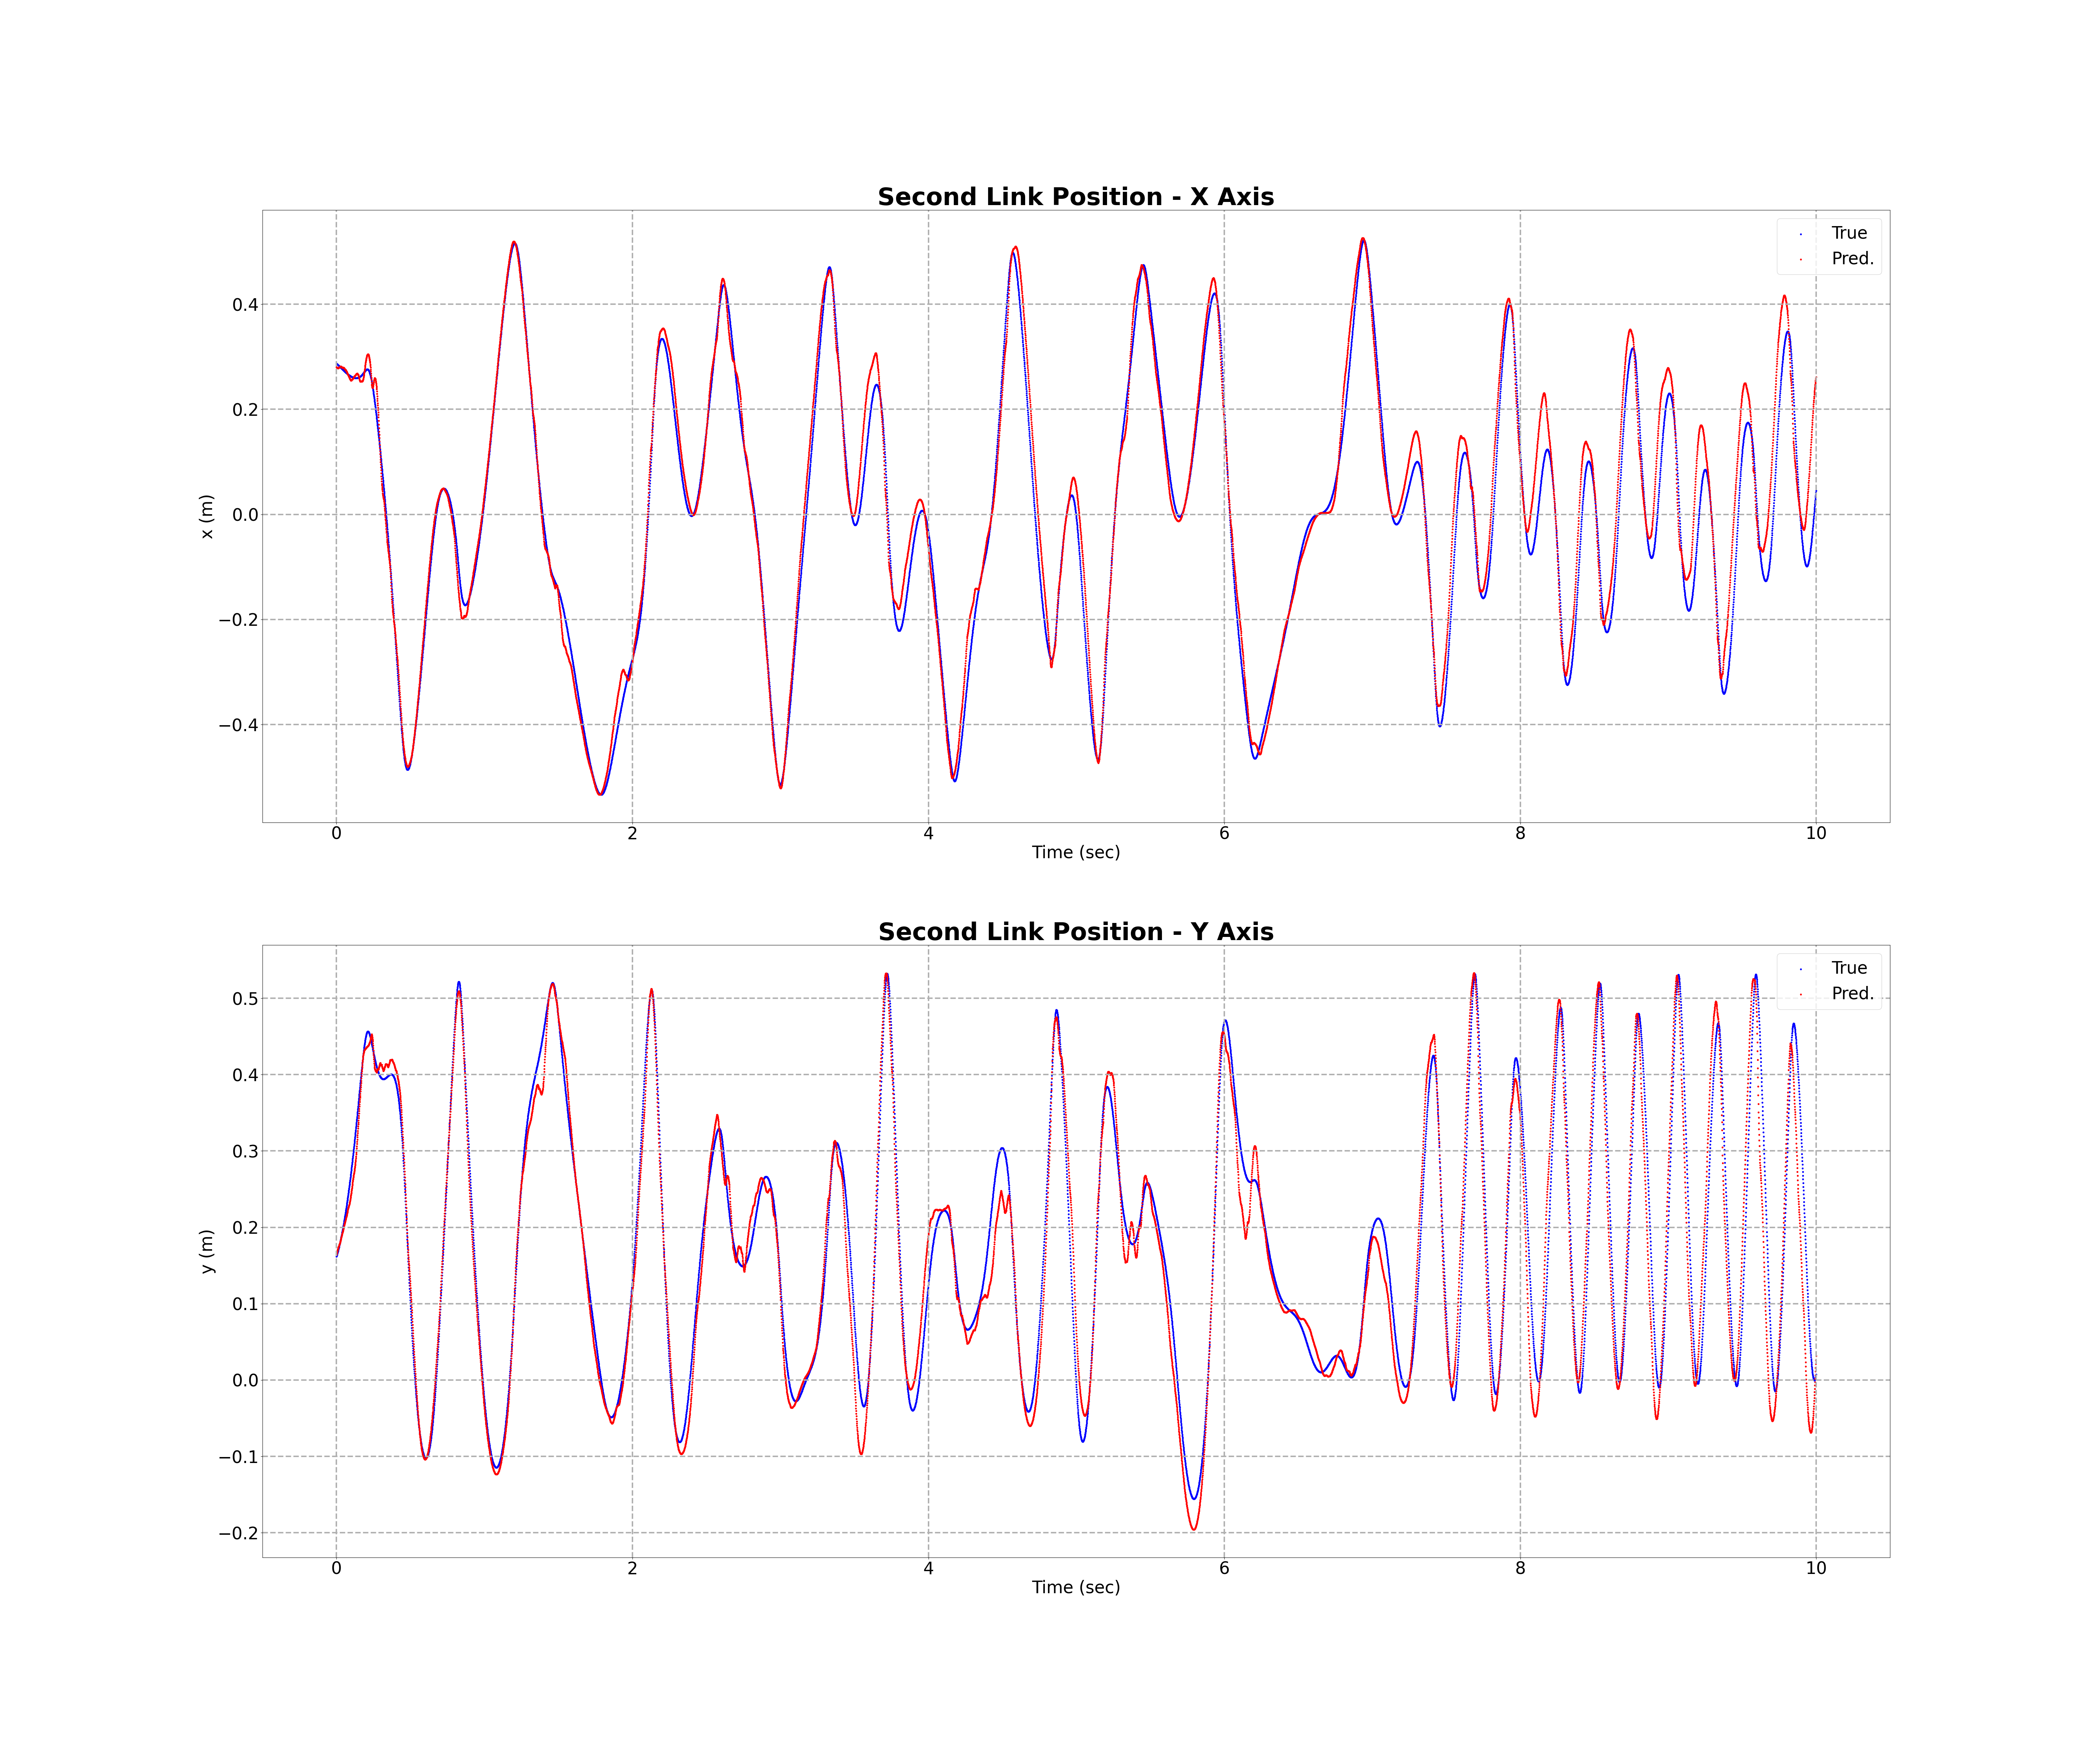 Second Link Position - X Axis
True
Pred.
0.4
0.2
0.0
−0.2
−0.4
x (m)
0 2 4 6 8 10
Time (sec)
Second Link Position - Y Axis
True
Pred.
0.5
0.4
0.3
0.2
0.1
0.0
−0.1
−0.2
y (m)
0 2 4 6 8 10
Time (sec)